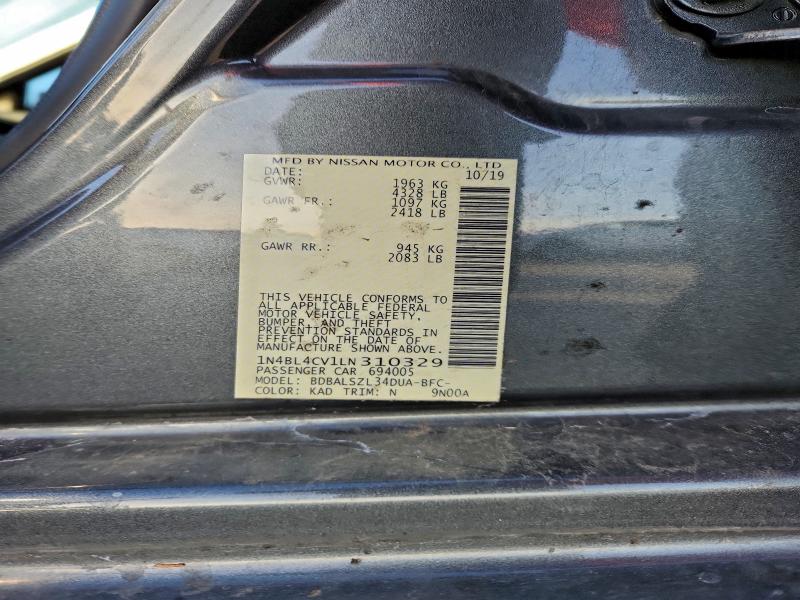 MFD BY NISSAN MOTOR CO., LTD
DATE: 10/19
GVWR: 1963 KG
4328 LB
GAWR FR.: 1097 KG
2418 LB
GAWR RR.: 945 KG
2083 LB
THIS VEHICLE CONFORMS TO
ALL APPLICABLE FEDERAL
MOTOR VEHICLE SAFETY,
BUMPER, AND THEFT
PREVENTION STANDARDS IN
EFFECT ON THE DATE OF
MANUFACTURE SHOWN ABOVE.
1N4BL4CV1LN310329
PASSENGER CAR 694005
MODEL: BDBALSZL34DUA-BFC-
COLOR: KAD TRIM: N 9N00A